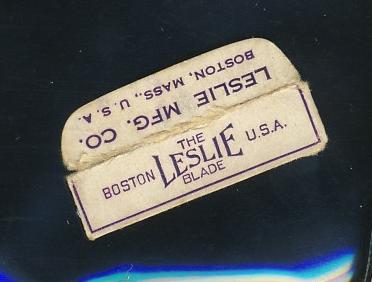 LESLIE MFG. CO.
BOSTON, MASS., U. S. A.
THE
BOSTON LESLIE U.S.A.
BLADE